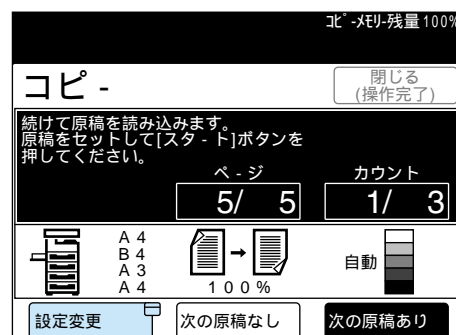 ｺﾋﾟ-ﾒﾓﾘｰ残量100%
コピ-
閉じる
(操作完了)
続けて原稿を読み込みます。
原稿をセットして[スタ-ト]ボタンを
押してください。
ペ-ジ カウント
5/ 5 1/ 3
A4
B4
A3
A4
100%
自動
設定変更 次の原稿なし 次の原稿あり